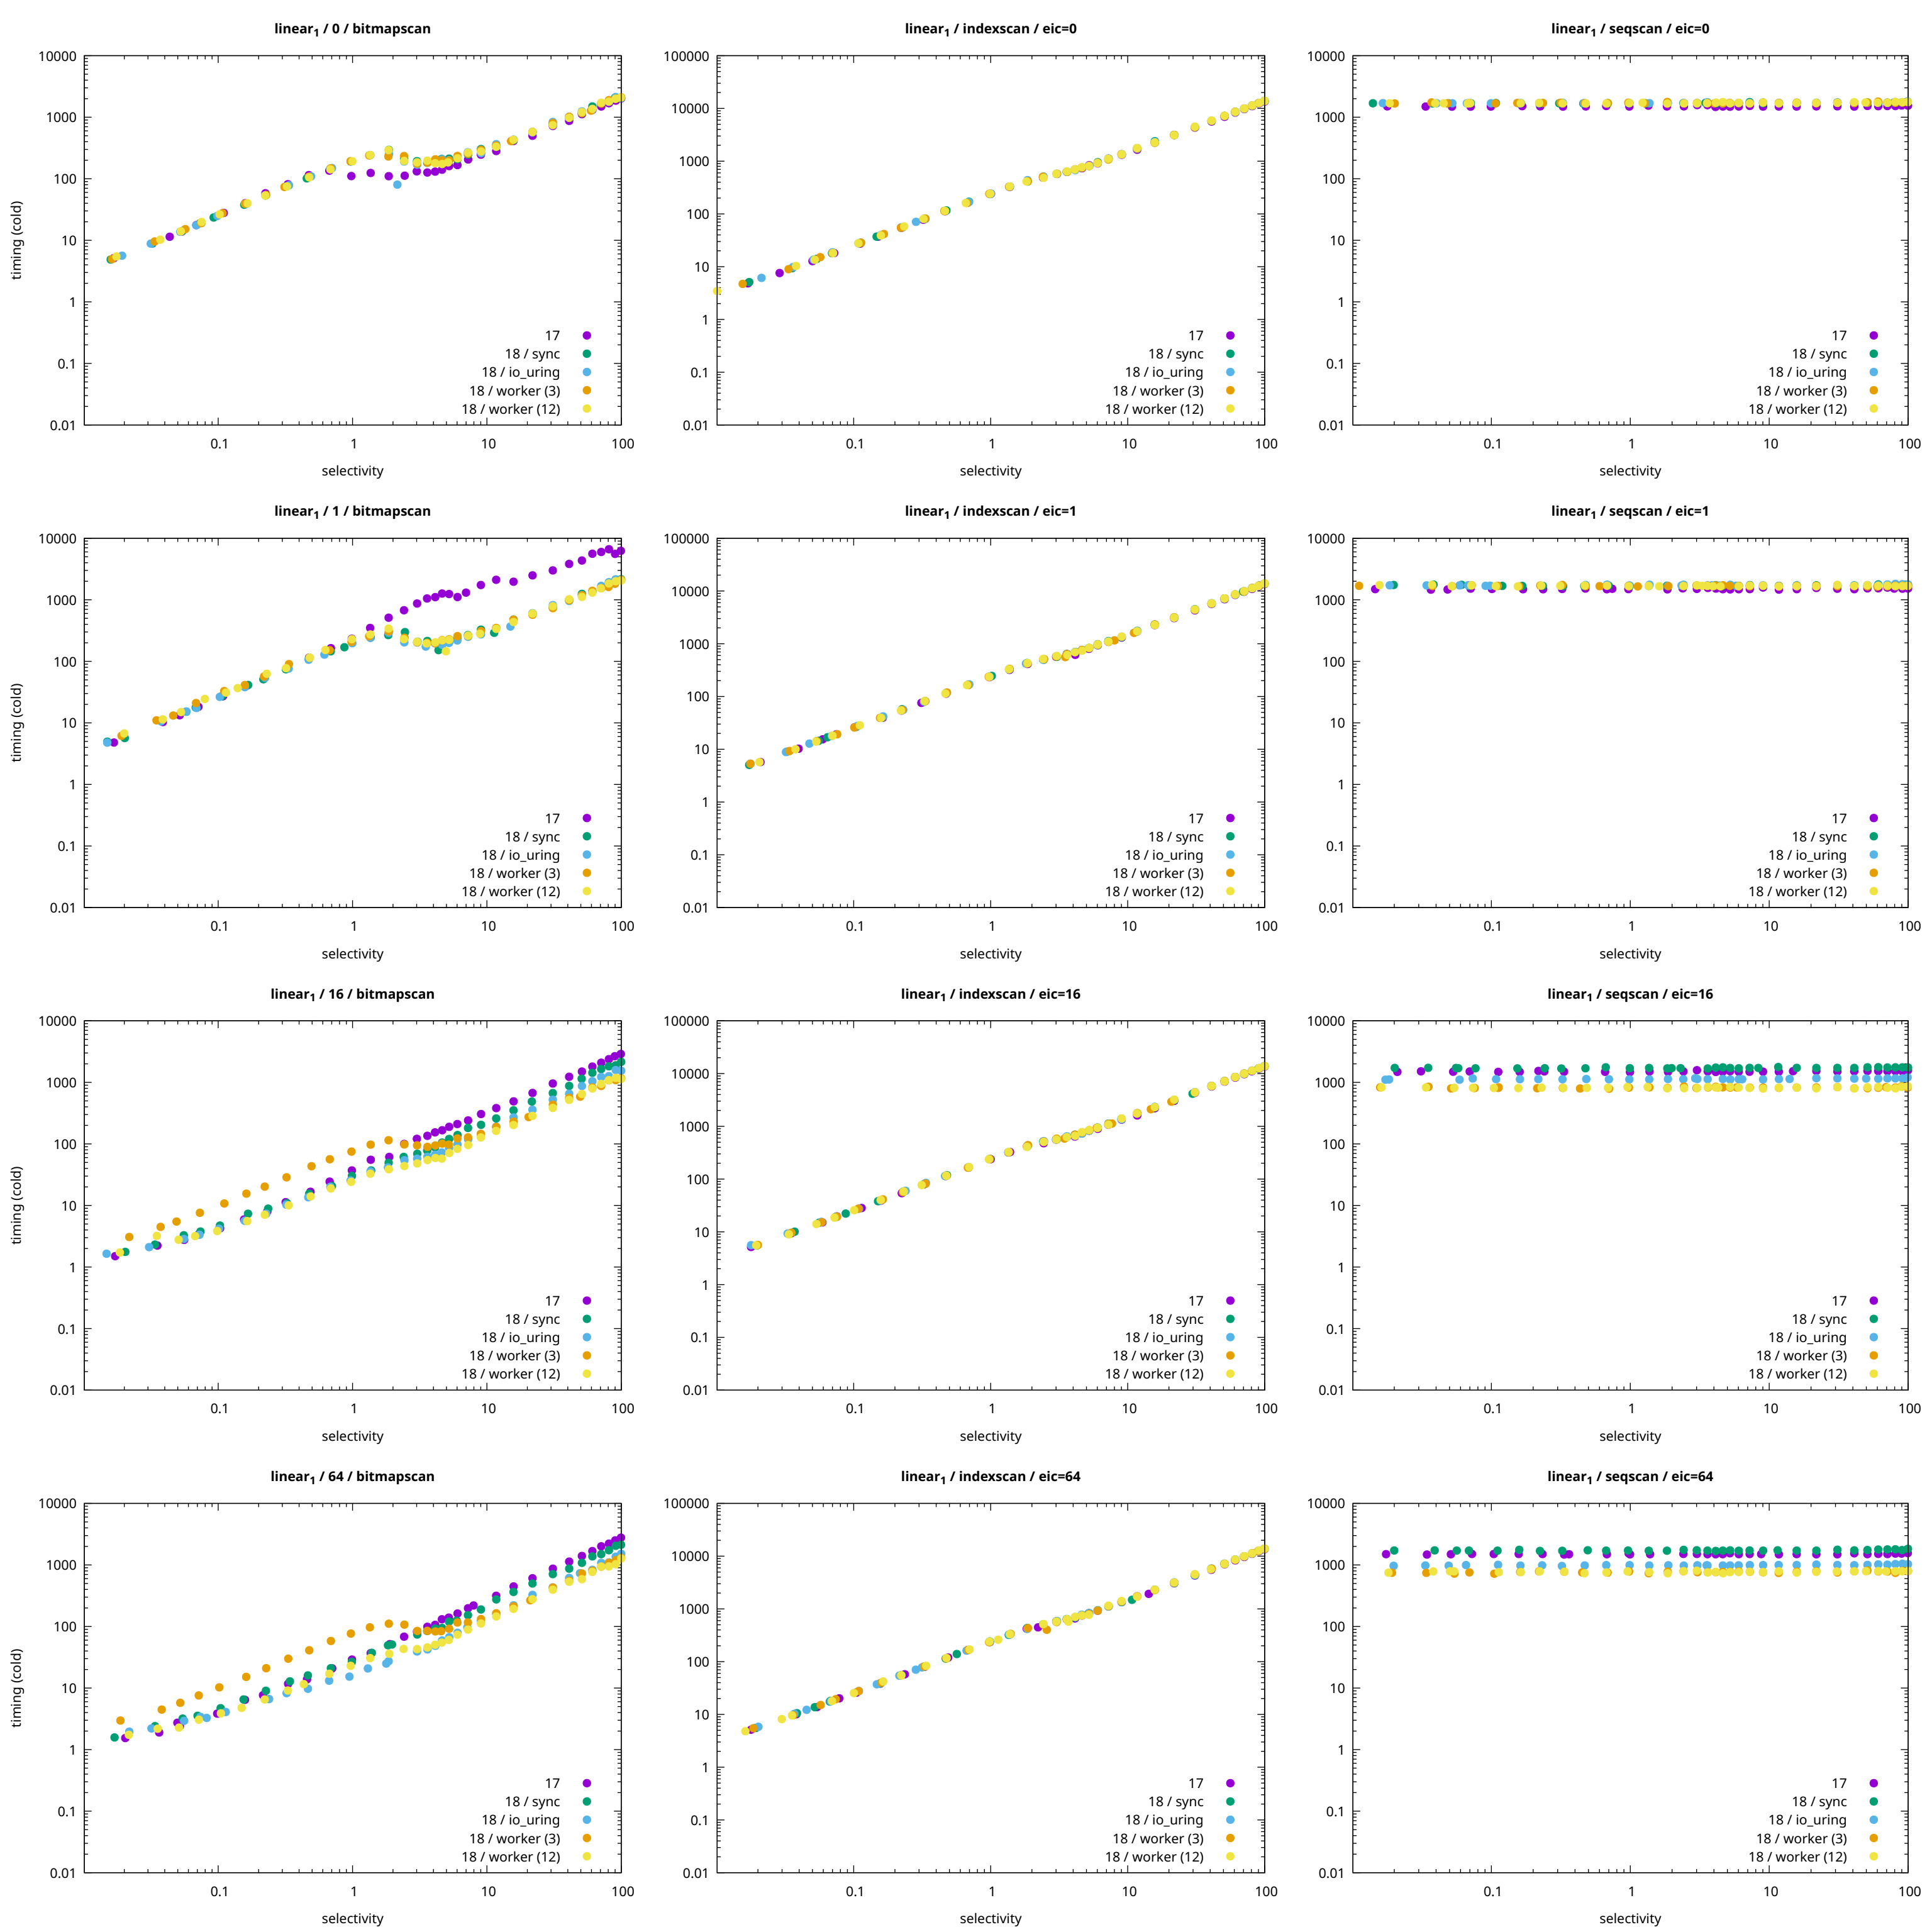 linear1 / 0 / bitmapscan
10000
1000
100
10
1
0.1
0.01
timing (cold)
17
18 / sync
18 / io_uring
18 / worker (3)
18 / worker (12)
0.1 1 10 100
selectivity
linear1 / indexscan / eic=0
100000
10000
1000
100
10
1
0.1
0.01
17
18 / sync
18 / io_uring
18 / worker (3)
18 / worker (12)
0.1 1 10 100
selectivity
linear1 / seqscan / eic=0
10000
1000
100
10
1
0.1
0.01
17
18 / sync
18 / io_uring
18 / worker (3)
18 / worker (12)
0.1 1 10 100
selectivity
linear1 / 1 / bitmapscan
10000
1000
100
10
1
0.1
0.01
timing (cold)
17
18 / sync
18 / io_uring
18 / worker (3)
18 / worker (12)
0.1 1 10 100
selectivity
linear1 / indexscan / eic=1
100000
10000
1000
100
10
1
0.1
0.01
17
18 / sync
18 / io_uring
18 / worker (3)
18 / worker (12)
0.1 1 10 100
selectivity
linear1 / seqscan / eic=1
10000
1000
100
10
1
0.1
0.01
17
18 / sync
18 / io_uring
18 / worker (3)
18 / worker (12)
0.1 1 10 100
selectivity
linear1 / 16 / bitmapscan
10000
1000
100
10
1
0.1
0.01
timing (cold)
17
18 / sync
18 / io_uring
18 / worker (3)
18 / worker (12)
0.1 1 10 100
selectivity
linear1 / indexscan / eic=16
100000
10000
1000
100
10
1
0.1
0.01
17
18 / sync
18 / io_uring
18 / worker (3)
18 / worker (12)
0.1 1 10 100
selectivity
linear1 / seqscan / eic=16
10000
1000
100
10
1
0.1
0.01
17
18 / sync
18 / io_uring
18 / worker (3)
18 / worker (12)
0.1 1 10 100
selectivity
linear1 / 64 / bitmapscan
10000
1000
100
10
1
0.1
0.01
timing (cold)
17
18 / sync
18 / io_uring
18 / worker (3)
18 / worker (12)
0.1 1 10 100
selectivity
linear1 / indexscan / eic=64
100000
10000
1000
100
10
1
0.1
0.01
17
18 / sync
18 / io_uring
18 / worker (3)
18 / worker (12)
0.1 1 10 100
selectivity
linear1 / seqscan / eic=64
10000
1000
100
10
1
0.1
0.01
17
18 / sync
18 / io_uring
18 / worker (3)
18 / worker (12)
0.1 1 10 100
selectivity